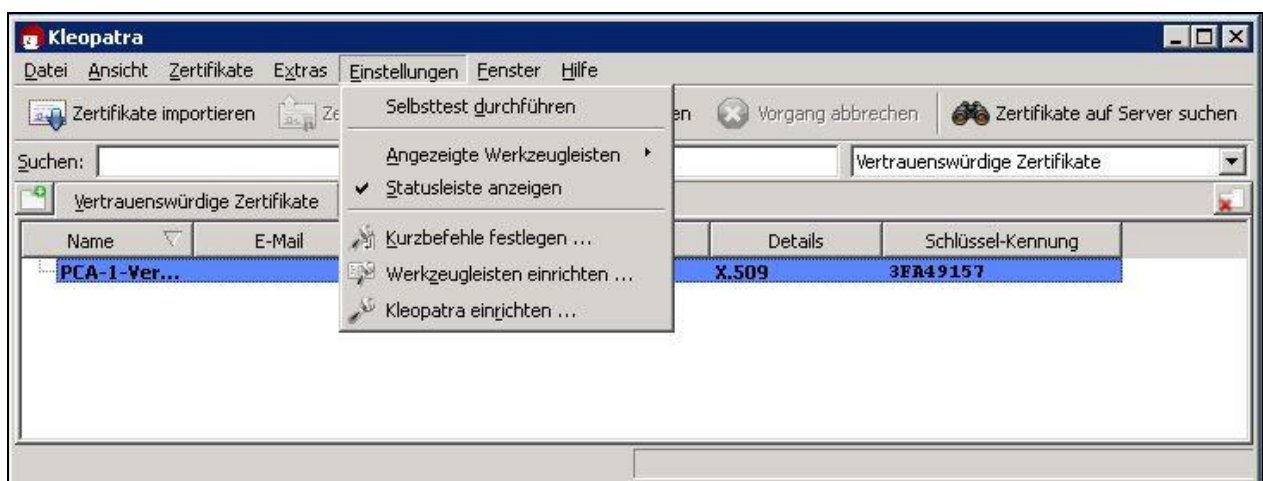 Kleopatra
Datei Ansicht Zertifikate Extras Einstellungen Fenster Hilfe
Zertifikate importieren Ze en Vorgang abbrechen Zertifikate auf Server suchen
Selbsttest durchführen
Suchen: Vertrauenswürdige Zertifikate
Angezeigte Werkzeugleisten
Statusleiste anzeigen
Vertrauenswürdige Zertifikate
Name E-Mail Details Schlüssel-Kennung
Kurzbefehle festlegen ...
PCA-1-Ver... X.509 3FA49157
Werkzeugleisten einrichten ...
Kleopatra einrichten ...